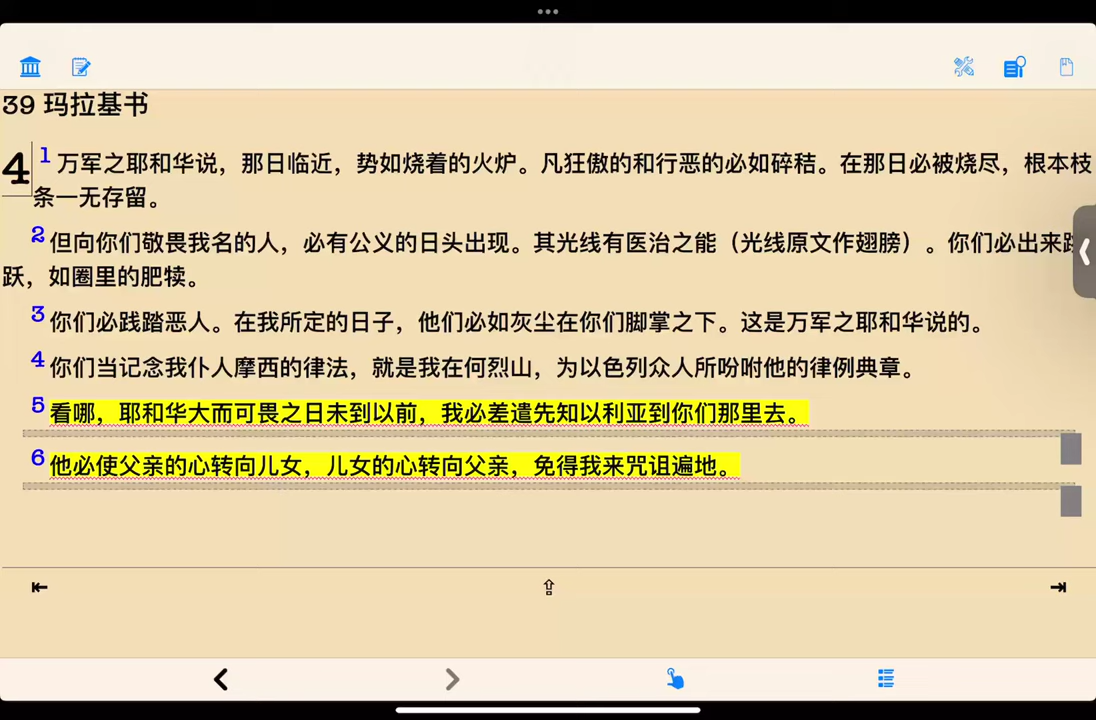 39 玛拉基书
4 1 万军之耶和华说，那日临近，势如烧着的火炉。凡狂傲的和行恶的必如碎秸。在那日必被烧尽，根本枝
条一无存留。
2 但向你们敬畏我名的人，必有公义的日头出现。其光线有医治之能（光线原文作翅膀）。你们必出来跳
跃，如圈里的肥犊。
3 你们必践踏恶人。在我所定的日子，他们必如灰尘在你们脚掌之下。这是万军之耶和华说的。
4 你们当记念我仆人摩西的律法，就是我在何烈山，为以色列众人所吩咐他的律例典章。
5 看哪，耶和华大而可畏之日未到以前，我必差遣先知以利亚到你们那里去。
6 他必使父亲的心转向儿女，儿女的心转向父亲，免得我来咒诅遍地。